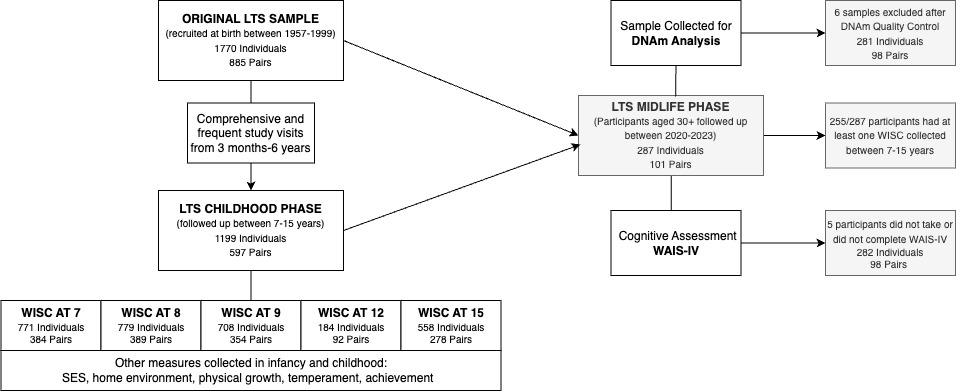 ORIGINAL LTS SAMPLE
(recruited at birth between 1957-1999)
1770 Individuals
885 Pairs
Comprehensive and
frequent study visits
from 3 months-6 years
LTS CHILDHOOD PHASE
(followed up between 7-15 years)
1199 Individuals
597 Pairs
WISC AT 7
771 Individuals
384 Pairs
WISC AT 8
779 Individuals
389 Pairs
WISC AT 9
708 Individuals
354 Pairs
WISC AT 12
184 Individuals
92 Pairs
WISC AT 15
558 Individuals
278 Pairs
Other measures collected in infancy and childhood:
SES, home environment, physical growth, temperament, achievement
Sample Collected for
DNAm Analysis
6 samples excluded after
DNAm Quality Control
281 Individuals
98 Pairs
LTS MIDLIFE PHASE
(Participants aged 30+ followed up
between 2020-2023)
287 Individuals
101 Pairs
255/287 participants had at
least one WISC collected
between 7-15 years
Cognitive Assessment
WAIS-IV
5 participants did not take or
did not complete WAIS-IV
282 Individuals
98 Pairs